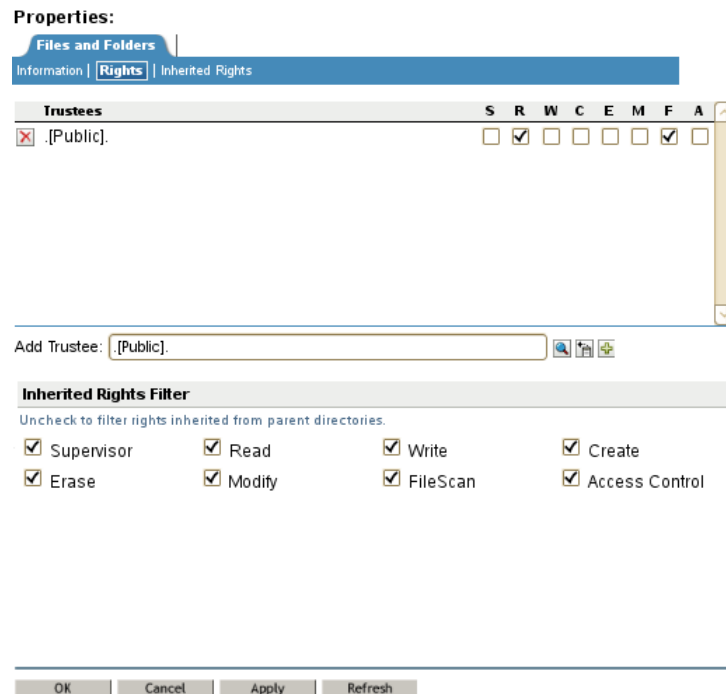 Properties:
Files and Folders
Information | Rights | Inherited Rights
Trustees S R W C E M F A
.[Public].
Add Trustee: .[Public].
Inherited Rights Filter
Uncheck to filter rights inherited from parent directories.
Supervisor Read Write Create
Erase Modify FileScan Access Control
OK Cancel Apply Refresh